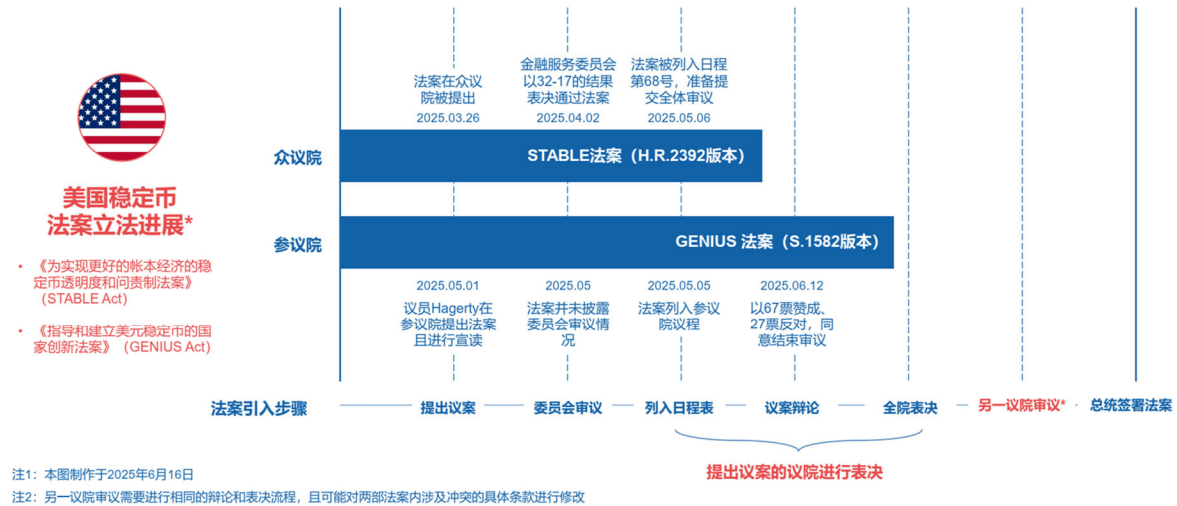 美国稳定币
法案立法进展*
• 《为实现更好的帐本经济的稳
定币透明度和问责制法案》
（STABLE Act）
• 《指导和建立美元稳定币的国
家创新法案》（GENIUS Act）
法案在众议
院被提出
2025.03.26
金融服务委员会
以32-17的结果
表决通过法案
2025.04.02
法案被列入日程
第68号，准备提
交全体审议
2025.05.06
众议院
STABLE法案（H.R.2392版本）
参议院
GENIUS 法案（S.1582版本）
2025.05.01
议员Hagerty在
参议院提出法案
且进行宣读
2025.05
法案并未披露
委员会审议情
况
2025.05.05
法案列入参议
院议程
2025.06.12
以67票赞成、
27票反对，同
意结束审议
法案引入步骤
提出议案
委员会审议
列入日程表
议案辩论
全院表决
另一议院审议*
总统签署法案
提出议案的议院进行表决
注1：本图制作于2025年6月16日
注2：另一议院审议需要进行相同的辩论和表决流程，且可能对两部法案内涉及冲突的具体条款进行修改